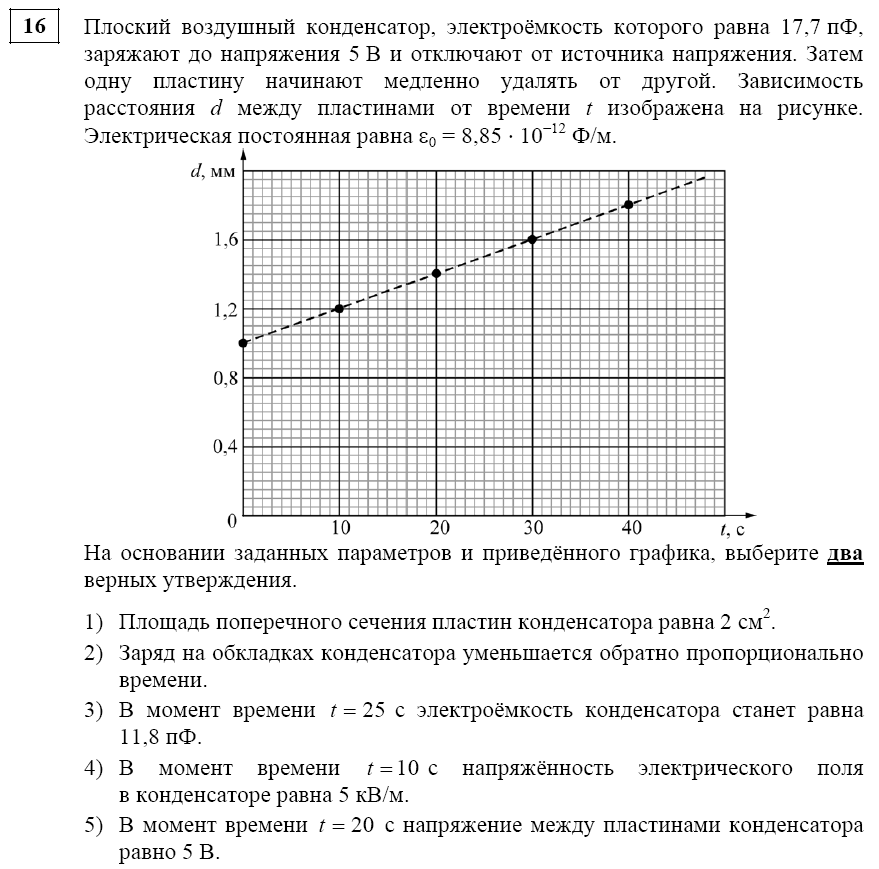 16
Плоский воздушный конденсатор, электроёмкость которого равна 17,7 пФ,
заряжают до напряжения 5 В и отключают от источника напряжения. Затем
одну пластину начинают медленно удалять от другой. Зависимость
расстояния d между пластинами от времени t изображена на рисунке.
Электрическая постоянная равна ε₀ = 8,85 · 10⁻¹² Ф/м.
d, мм
1,6
1,2
0,8
0,4
0
10
20
30
40
t, с
На основании заданных параметров и приведённого графика, выберите два
верных утверждения.
1) Площадь поперечного сечения пластин конденсатора равна 2 см².
2) Заряд на обкладках конденсатора уменьшается обратно пропорционально
времени.
3) В момент времени t = 25 с электроёмкость конденсатора станет равна
11,8 пФ.
4) В момент времени t = 10 с напряжённость электрического поля
в конденсаторе равна 5 кВ/м.
5) В момент времени t = 20 с напряжение между пластинами конденсатора
равно 5 В.